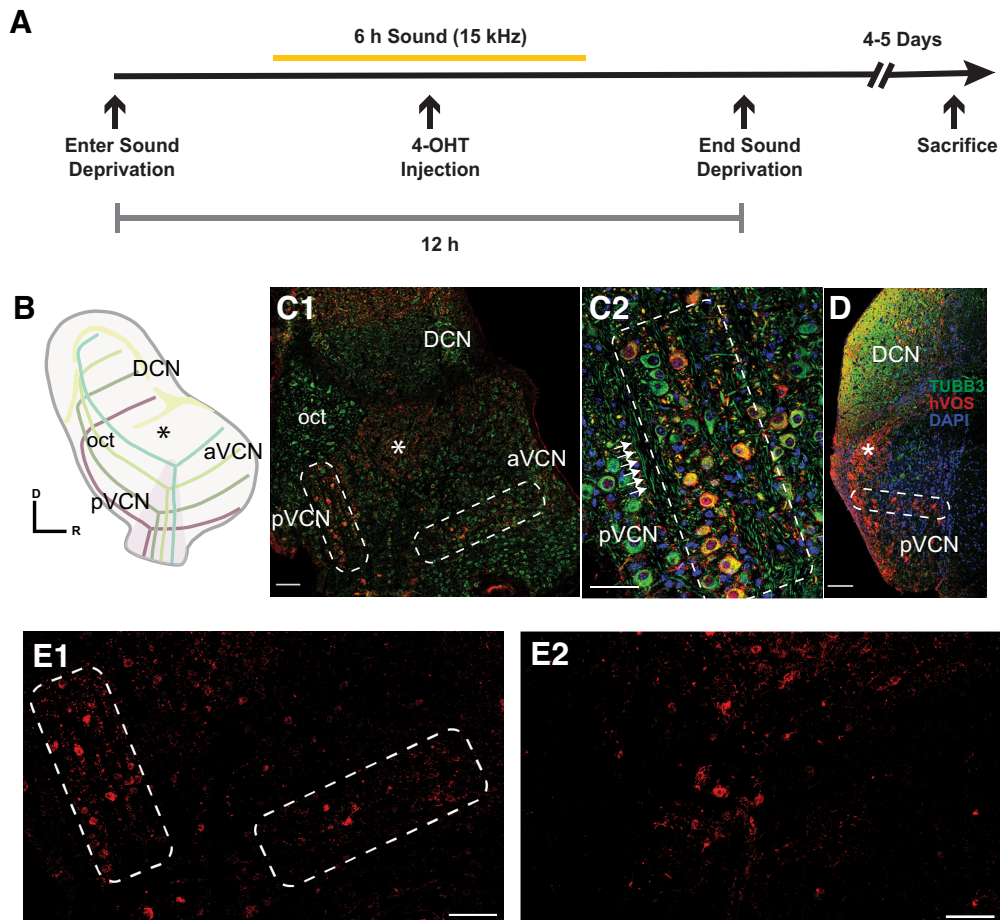 A
6 h Sound (15 kHz)
4-5 Days
Enter Sound
Deprivation
4-OHT
Injection
End Sound
Deprivation
Sacrifice
12 h
B
DCN
oct
*
aVCN
pVCN
D
R
C1
DCN
oct
*
aVCN
pVCN
C2
pVCN
D
DCN
TUBB3
hVOS
DAPI
*
pVCN
E1
E2